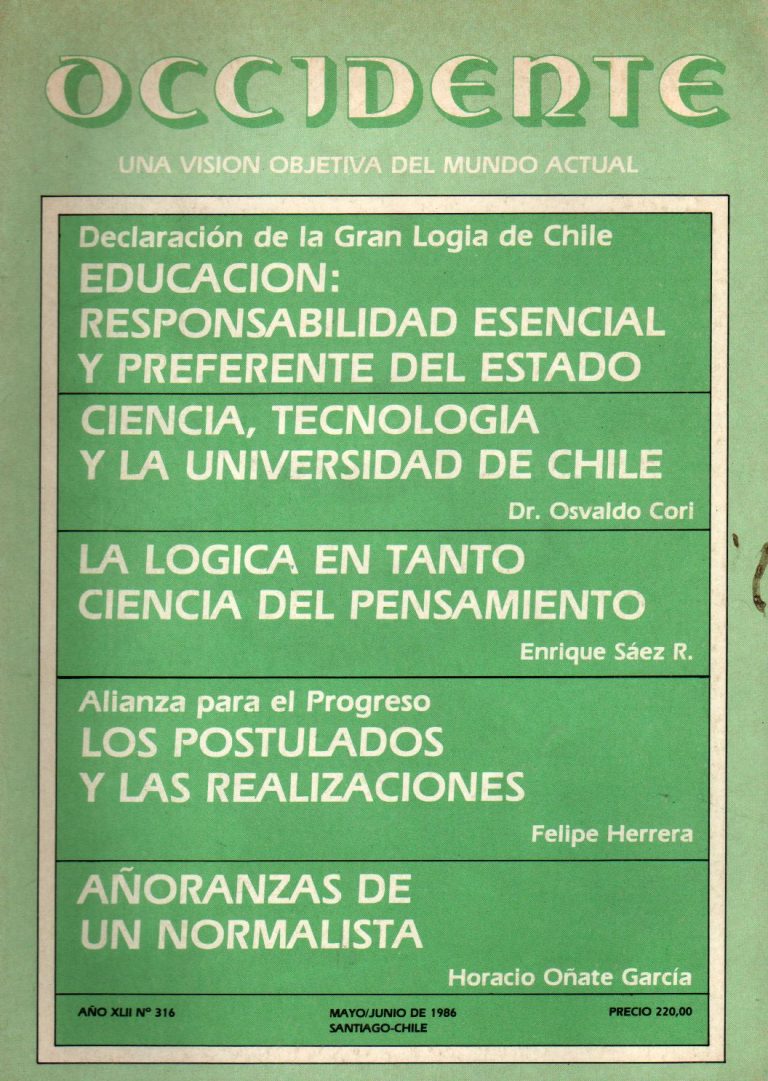 OCCIDENTE
UNA VISION OBJETIVA DEL MUNDO ACTUAL
Declaración de la Gran Logia de Chile
EDUCACION:
RESPONSABILIDAD ESENCIAL
Y PREFERENTE DEL ESTADO
CIENCIA, TECNOLOGIA
Y LA UNIVERSIDAD DE CHILE
Dr. Osvaldo Cori
LA LOGICA EN TANTO
CIENCIA DEL PENSAMIENTO
Enrique Sáez R.
Alianza para el Progreso
LOS POSTULADOS
Y LAS REALIZACIONES
Felipe Herrera
AÑORANZAS DE
UN NORMALISTA
Horacio Oñate García
AÑO XLII Nº 316 MAYO/JUNIO DE 1986 PRECIO 220,00
SANTIAGO-CHILE